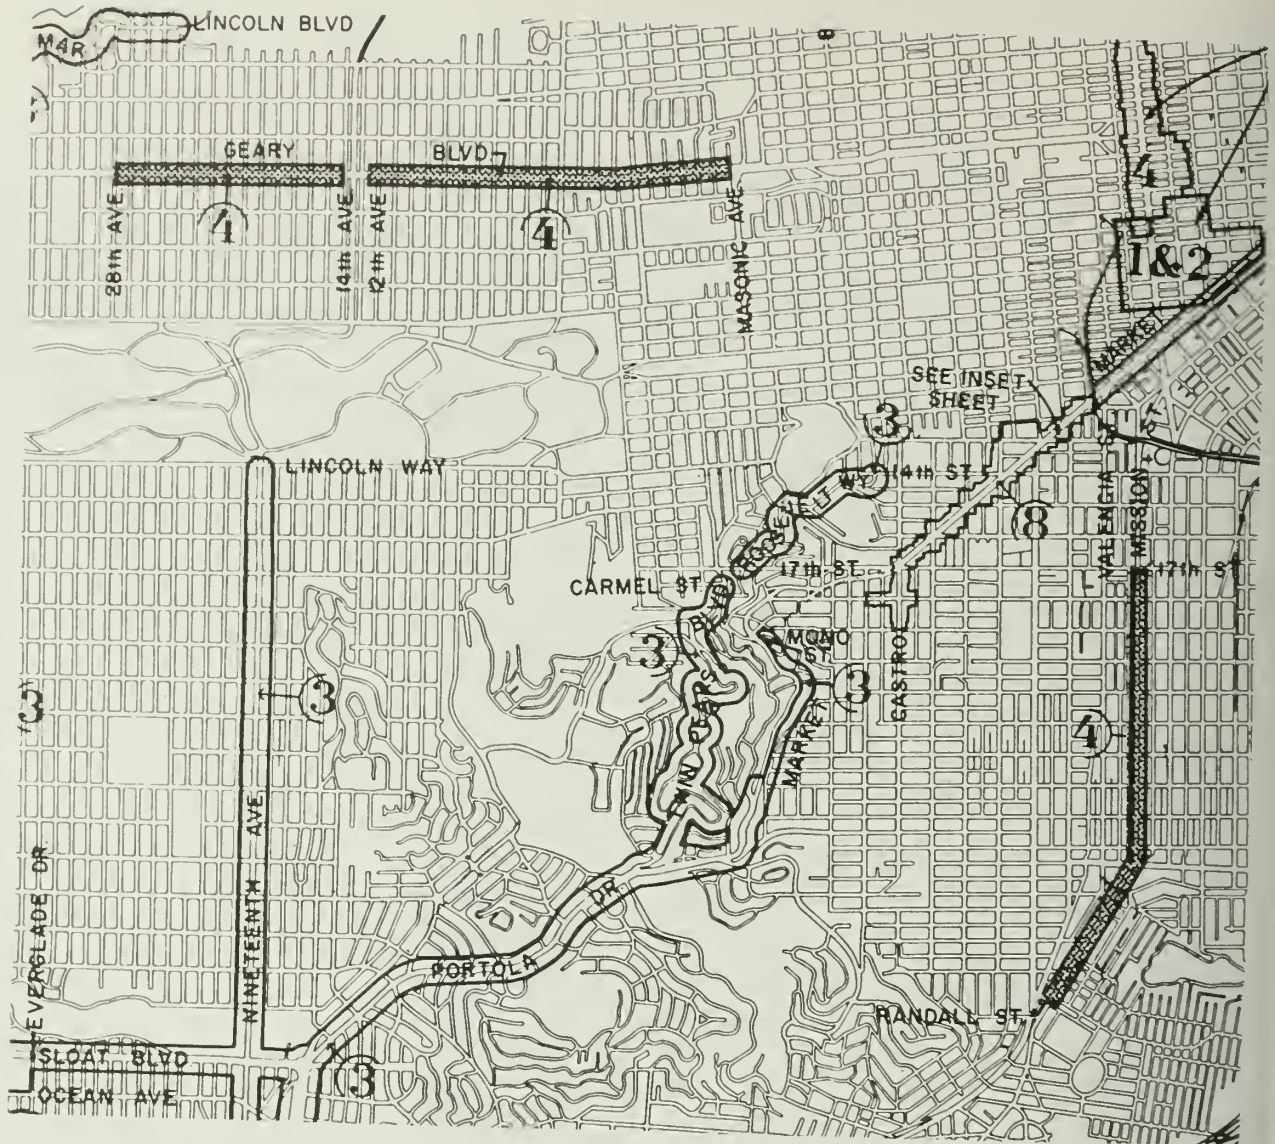 LINCOLN BLVD
MAR
GEARY
BLVD
4
4
4
28th AVE
14th AVE
12th AVE
MASONIC AVE
1&2
MARKET
SEE INSET
SHEET
3
LINCOLN WAY
14th ST.
ROOSEVELT WY
8
VALENCIA ST
MISSION ST
17th ST.
17th ST
CARMEL ST.
BLVD
3
MONO
ST.
3
CASTRO
TWIN PEAKS
MARKET
3
3
4
NINETEENTH AVE
EVERGLADE DR
DR
PORTOLA
RANDALL ST.
SLOAT BLVD
3
OCEAN AVE